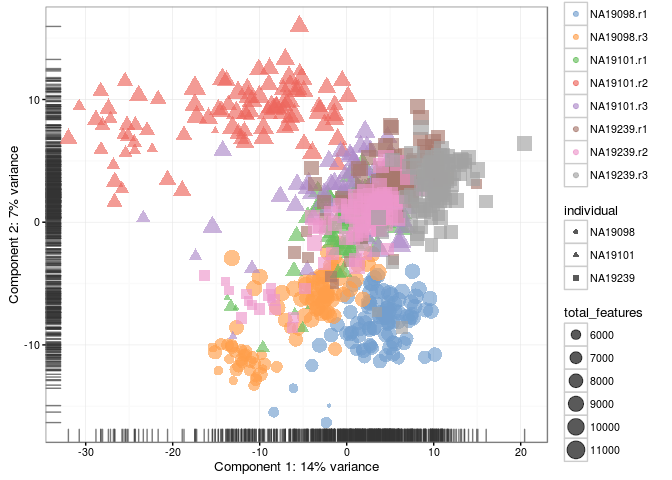 10
0
-10
-30
-20
-10
0
10
20
Component 1: 14% variance
Component 2: 7% variance
NA19098.r1
NA19098.r3
NA19101.r1
NA19101.r2
NA19101.r3
NA19239.r1
NA19239.r2
NA19239.r3
individual
NA19098
NA19101
NA19239
total_features
6000
7000
8000
9000
10000
11000